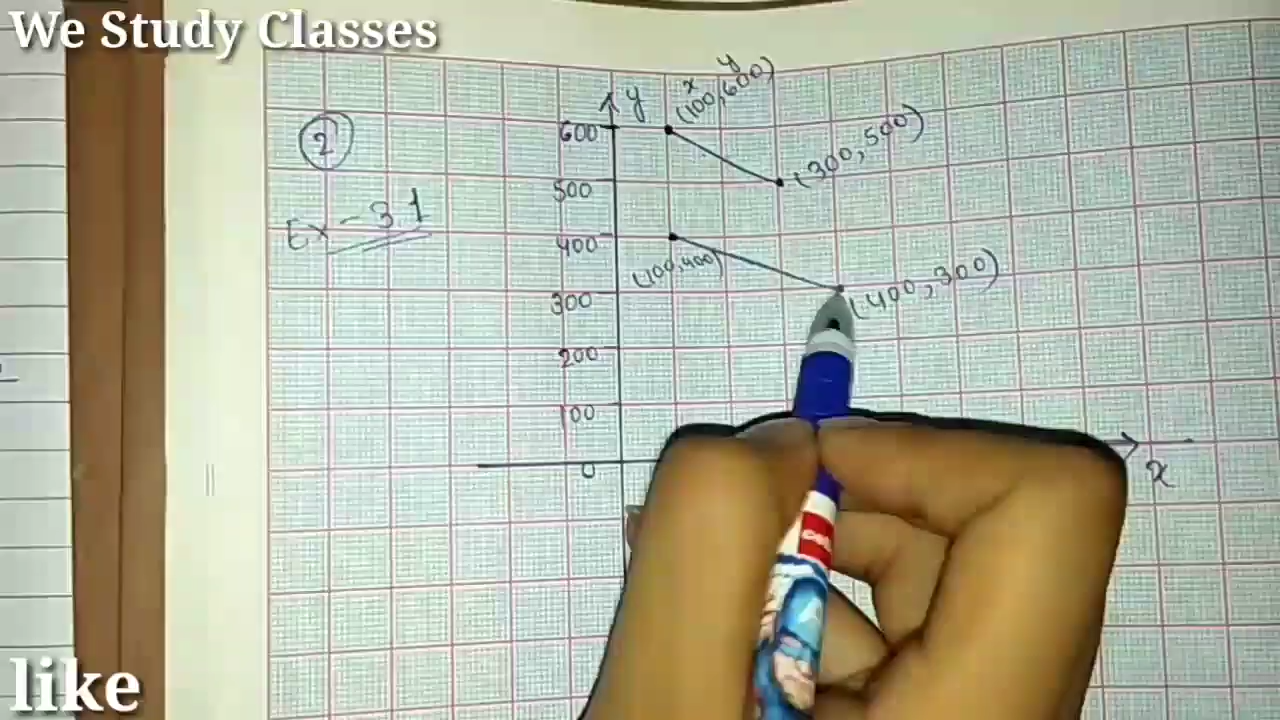 We Study Classes
y
x y
(100,600)
600
2
(300,500)
500
Ex-3.1
400
(100,400)
(400,300)
300
200
100
0
x
like